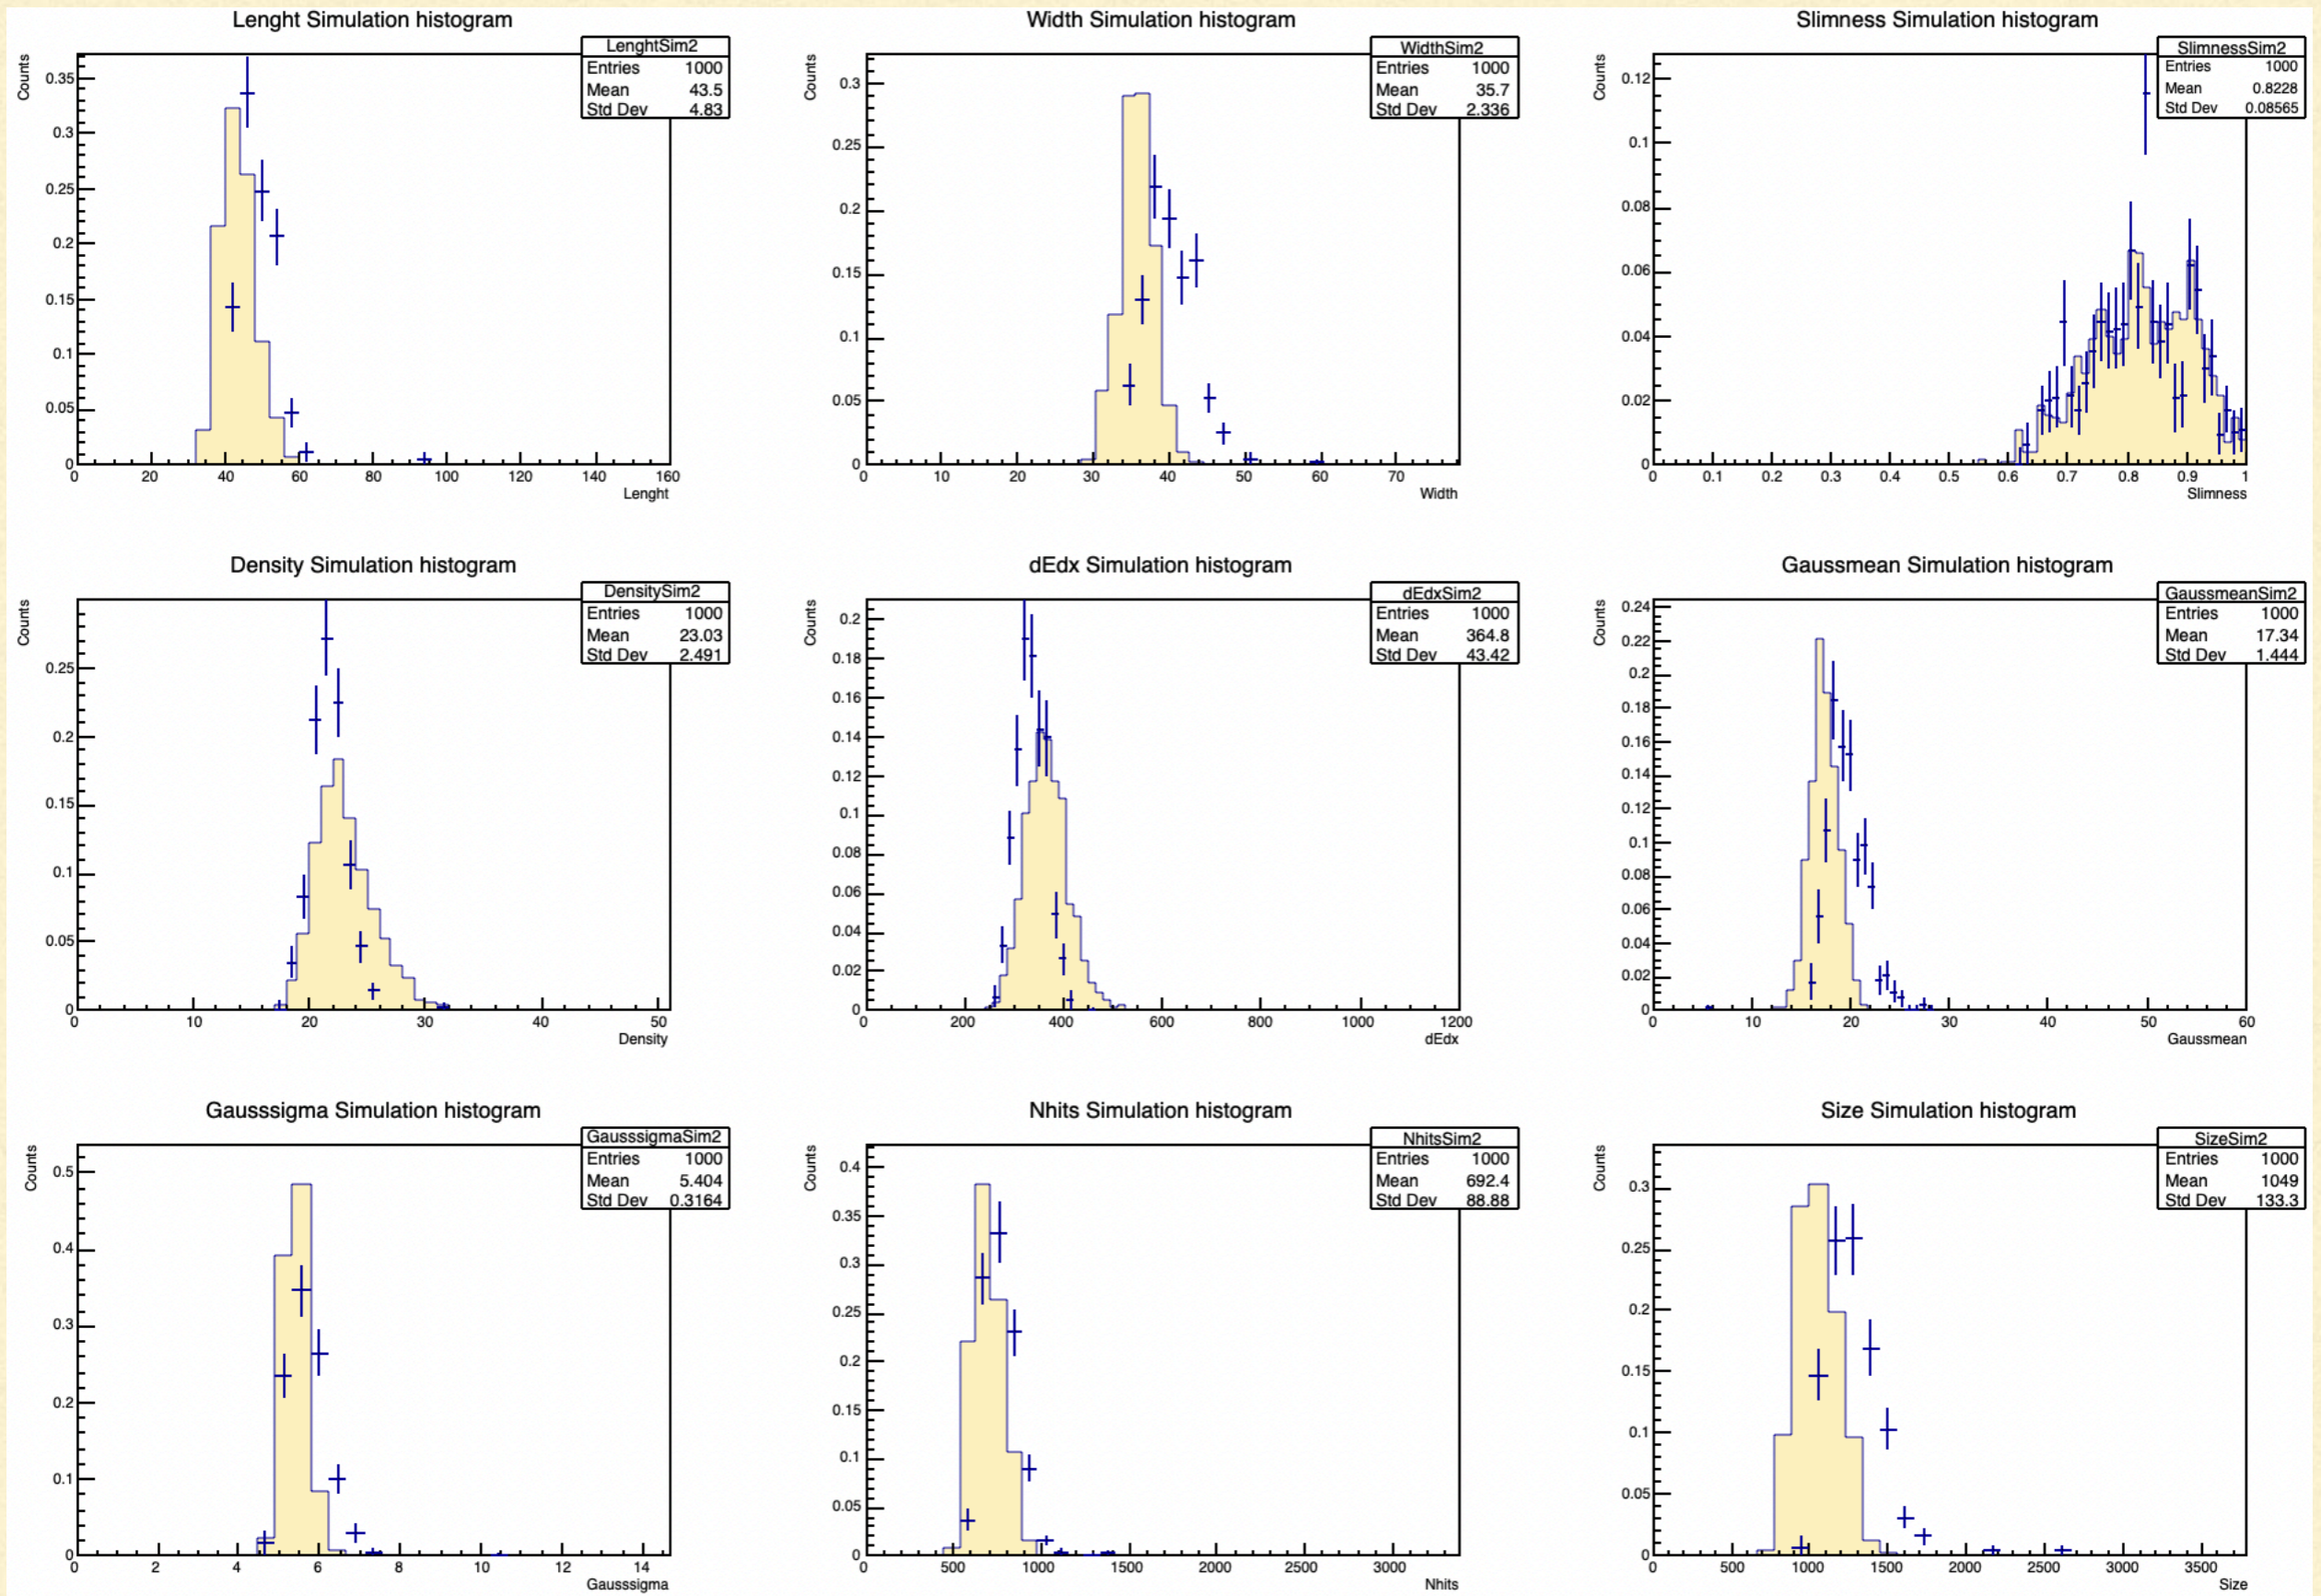 Lenght Simulation histogram
Counts
LenghtSim2
Entries 1000
Mean 43.5
Std Dev 4.83
0.35
0.3
0.25
0.2
0.15
0.1
0.05
0
0 20 40 60 80 100 120 140 160
Lenght
Width Simulation histogram
Counts
WidthSim2
Entries 1000
Mean 35.7
Std Dev 2.336
0.3
0.25
0.2
0.15
0.1
0.05
0
0 10 20 30 40 50 60 70
Width
Slimness Simulation histogram
Counts
SlimnessSim2
Entries 1000
Mean 0.8228
Std Dev 0.08565
0.12
0.1
0.08
0.06
0.04
0.02
0
0 0.1 0.2 0.3 0.4 0.5 0.6 0.7 0.8 0.9 1
Slimness
Density Simulation histogram
Counts
DensitySim2
Entries 1000
Mean 23.03
Std Dev 2.491
0.25
0.2
0.15
0.1
0.05
0
0 10 20 30 40 50
Density
dEdx Simulation histogram
Counts
dEdxSim2
Entries 1000
Mean 364.8
Std Dev 43.42
0.2
0.18
0.16
0.14
0.12
0.1
0.08
0.06
0.04
0.02
0
0 200 400 600 800 1000 1200
dEdx
Gaussmean Simulation histogram
Counts
GaussmeanSim2
Entries 1000
Mean 17.34
Std Dev 1.444
0.24
0.22
0.2
0.18
0.16
0.14
0.12
0.1
0.08
0.06
0.04
0.02
0
0 10 20 30 40 50 60
Gaussmean
Gausssigma Simulation histogram
Counts
GausssigmaSim2
Entries 1000
Mean 5.404
Std Dev 0.3164
0.5
0.4
0.3
0.2
0.1
0
0 2 4 6 8 10 12 14
Gausssigma
Nhits Simulation histogram
Counts
NhitsSim2
Entries 1000
Mean 692.4
Std Dev 88.88
0.4
0.35
0.3
0.25
0.2
0.15
0.1
0.05
0
0 500 1000 1500 2000 2500 3000
Nhits
Size Simulation histogram
Counts
SizeSim2
Entries 1000
Mean 1049
Std Dev 133.3
0.3
0.25
0.2
0.15
0.1
0.05
0
0 500 1000 1500 2000 2500 3000 3500
Size